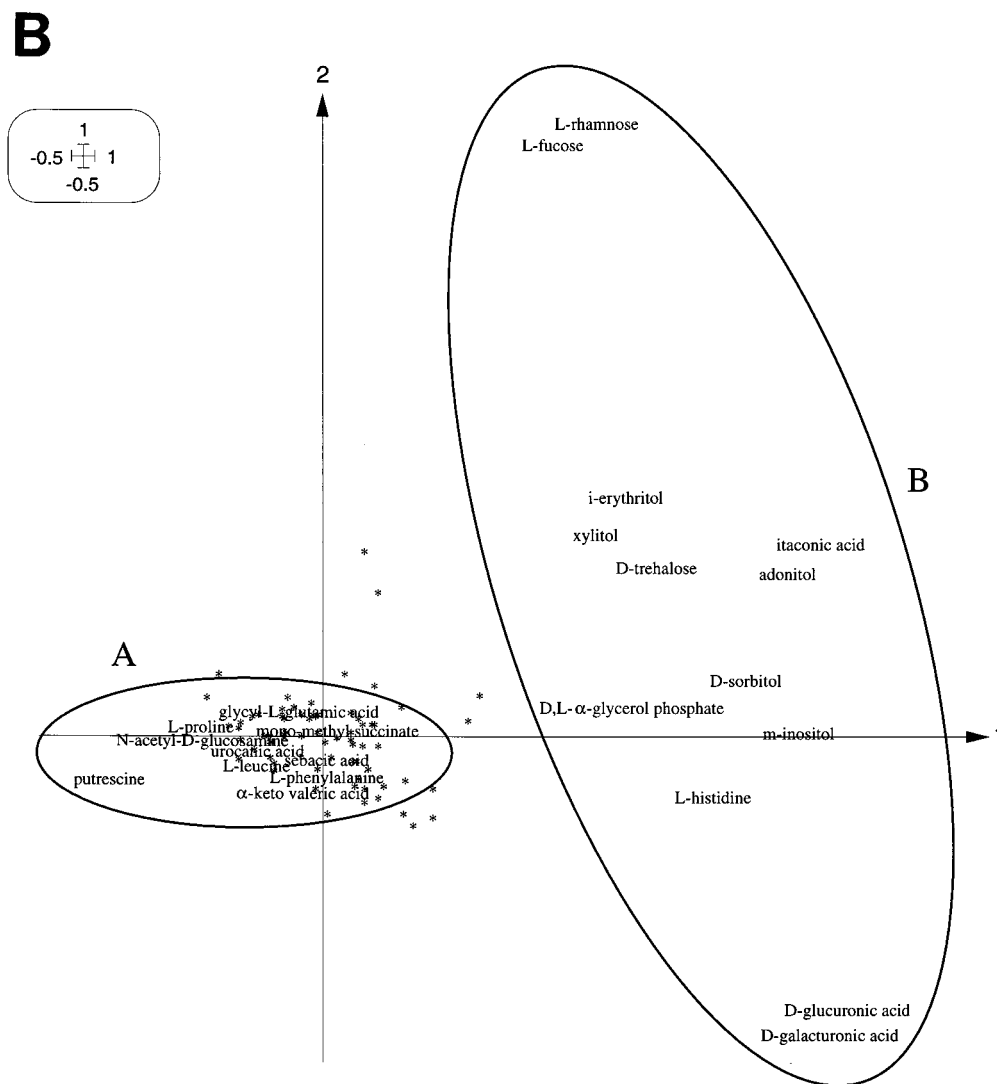 B
2
1
-0.5 1
-0.5
L-rhamnose
L-fucose
B
i-erythritol
xylitol
itaconic acid
D-trehalose
adonitol
A
D-sorbitol
D,L-α-glycerol phosphate
glycyl-L-glutamic acid
L-proline
mono-methyl succinate
m-inositol
N-acetyl-D-glucosamine
urocanic acid
sebacic acid
L-leucine
L-phenylalanine
putrescine
α-keto valeric acid
L-histidine
D-glucuronic acid
D-galacturonic acid